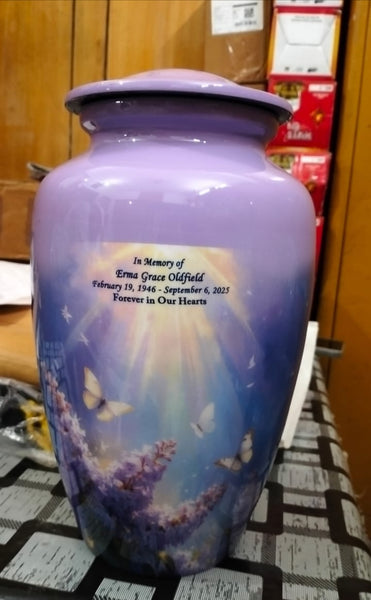 In Memory of
Erma Grace Oldfield
February 19, 1946 - September 6, 2025
Forever in Our Hearts